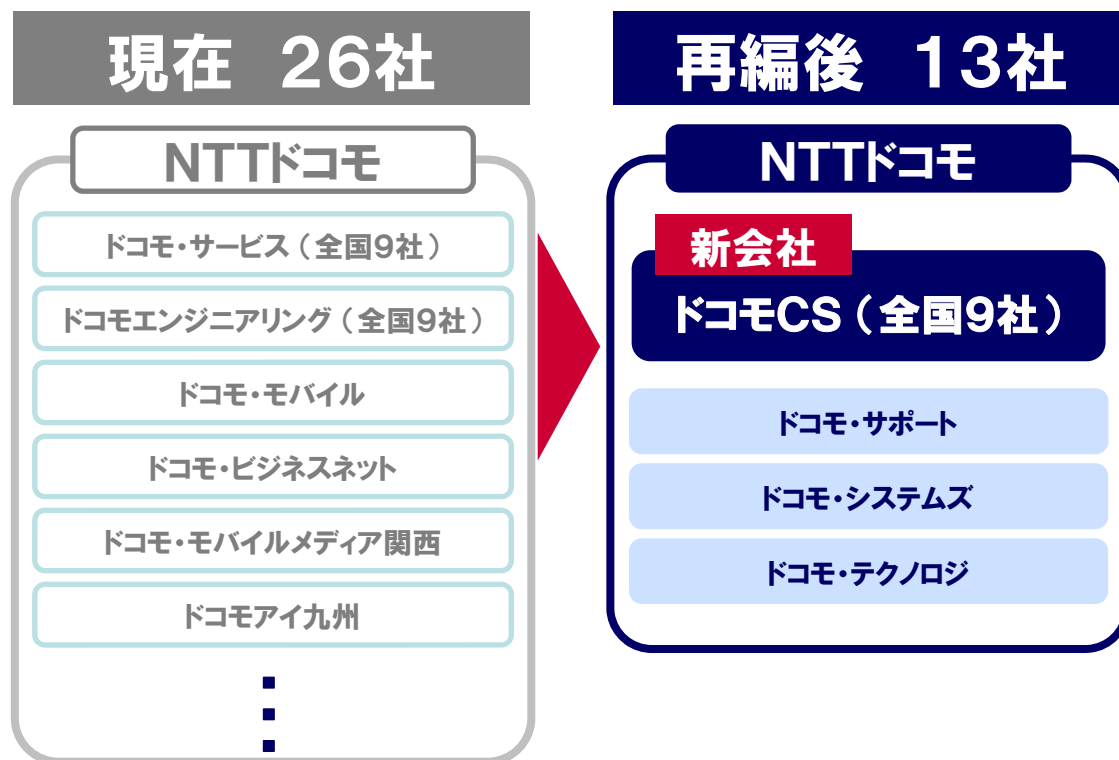 現在　26社
NTTドコモ
ドコモ・サービス（全国9社）
ドコモエンジニアリング（全国9社）
ドコモ・モバイル
ドコモ・ビジネスネット
ドコモ・モバイルメディア関西
ドコモアイ九州
再編後　13社
NTTドコモ
新会社
ドコモCS（全国9社）
ドコモ・サポート
ドコモ・システムズ
ドコモ・テクノロジ